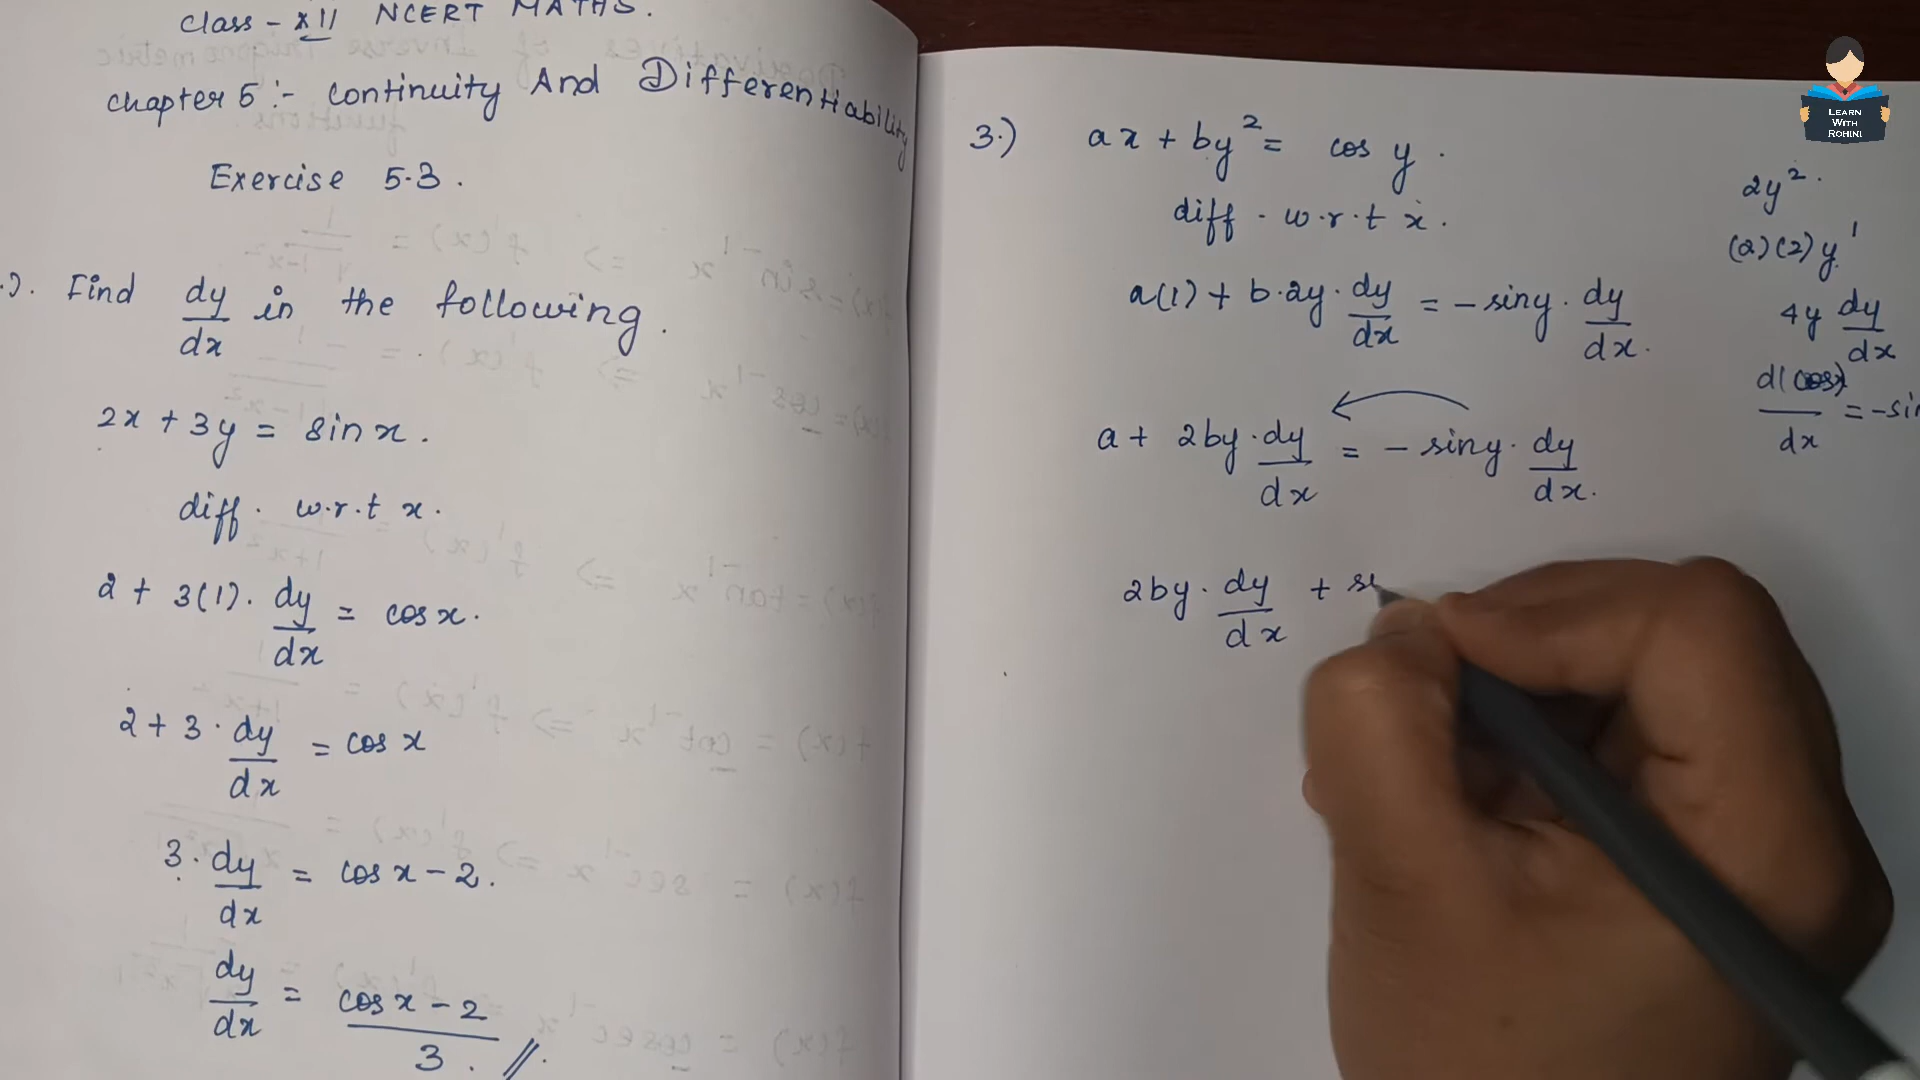 Class - XII NCERT MATHS.
Chapter 5 :- Continuity And Differentiability
Exercise 5.3.
). Find dy/dx in the following.
2x + 3y = sin x.
diff. w.r.t x.
2 + 3(1). dy/dx = cos x.
2 + 3 . dy/dx = cos x
3 . dy/dx = cos x - 2.
dy/dx = cos x - 2 / 3 . //.
3.) ax + by² = cos y.
diff. w.r.t x.
a(1) + b.2y. dy/dx = - sin y. dy/dx.
a + 2by. dy/dx = - sin y. dy/dx.
2by. dy/dx + si
2y².
(2)(2)y¹
4y dy/dx
d(cosx)/dx = -sin
LEARN
WITH
ROHINI